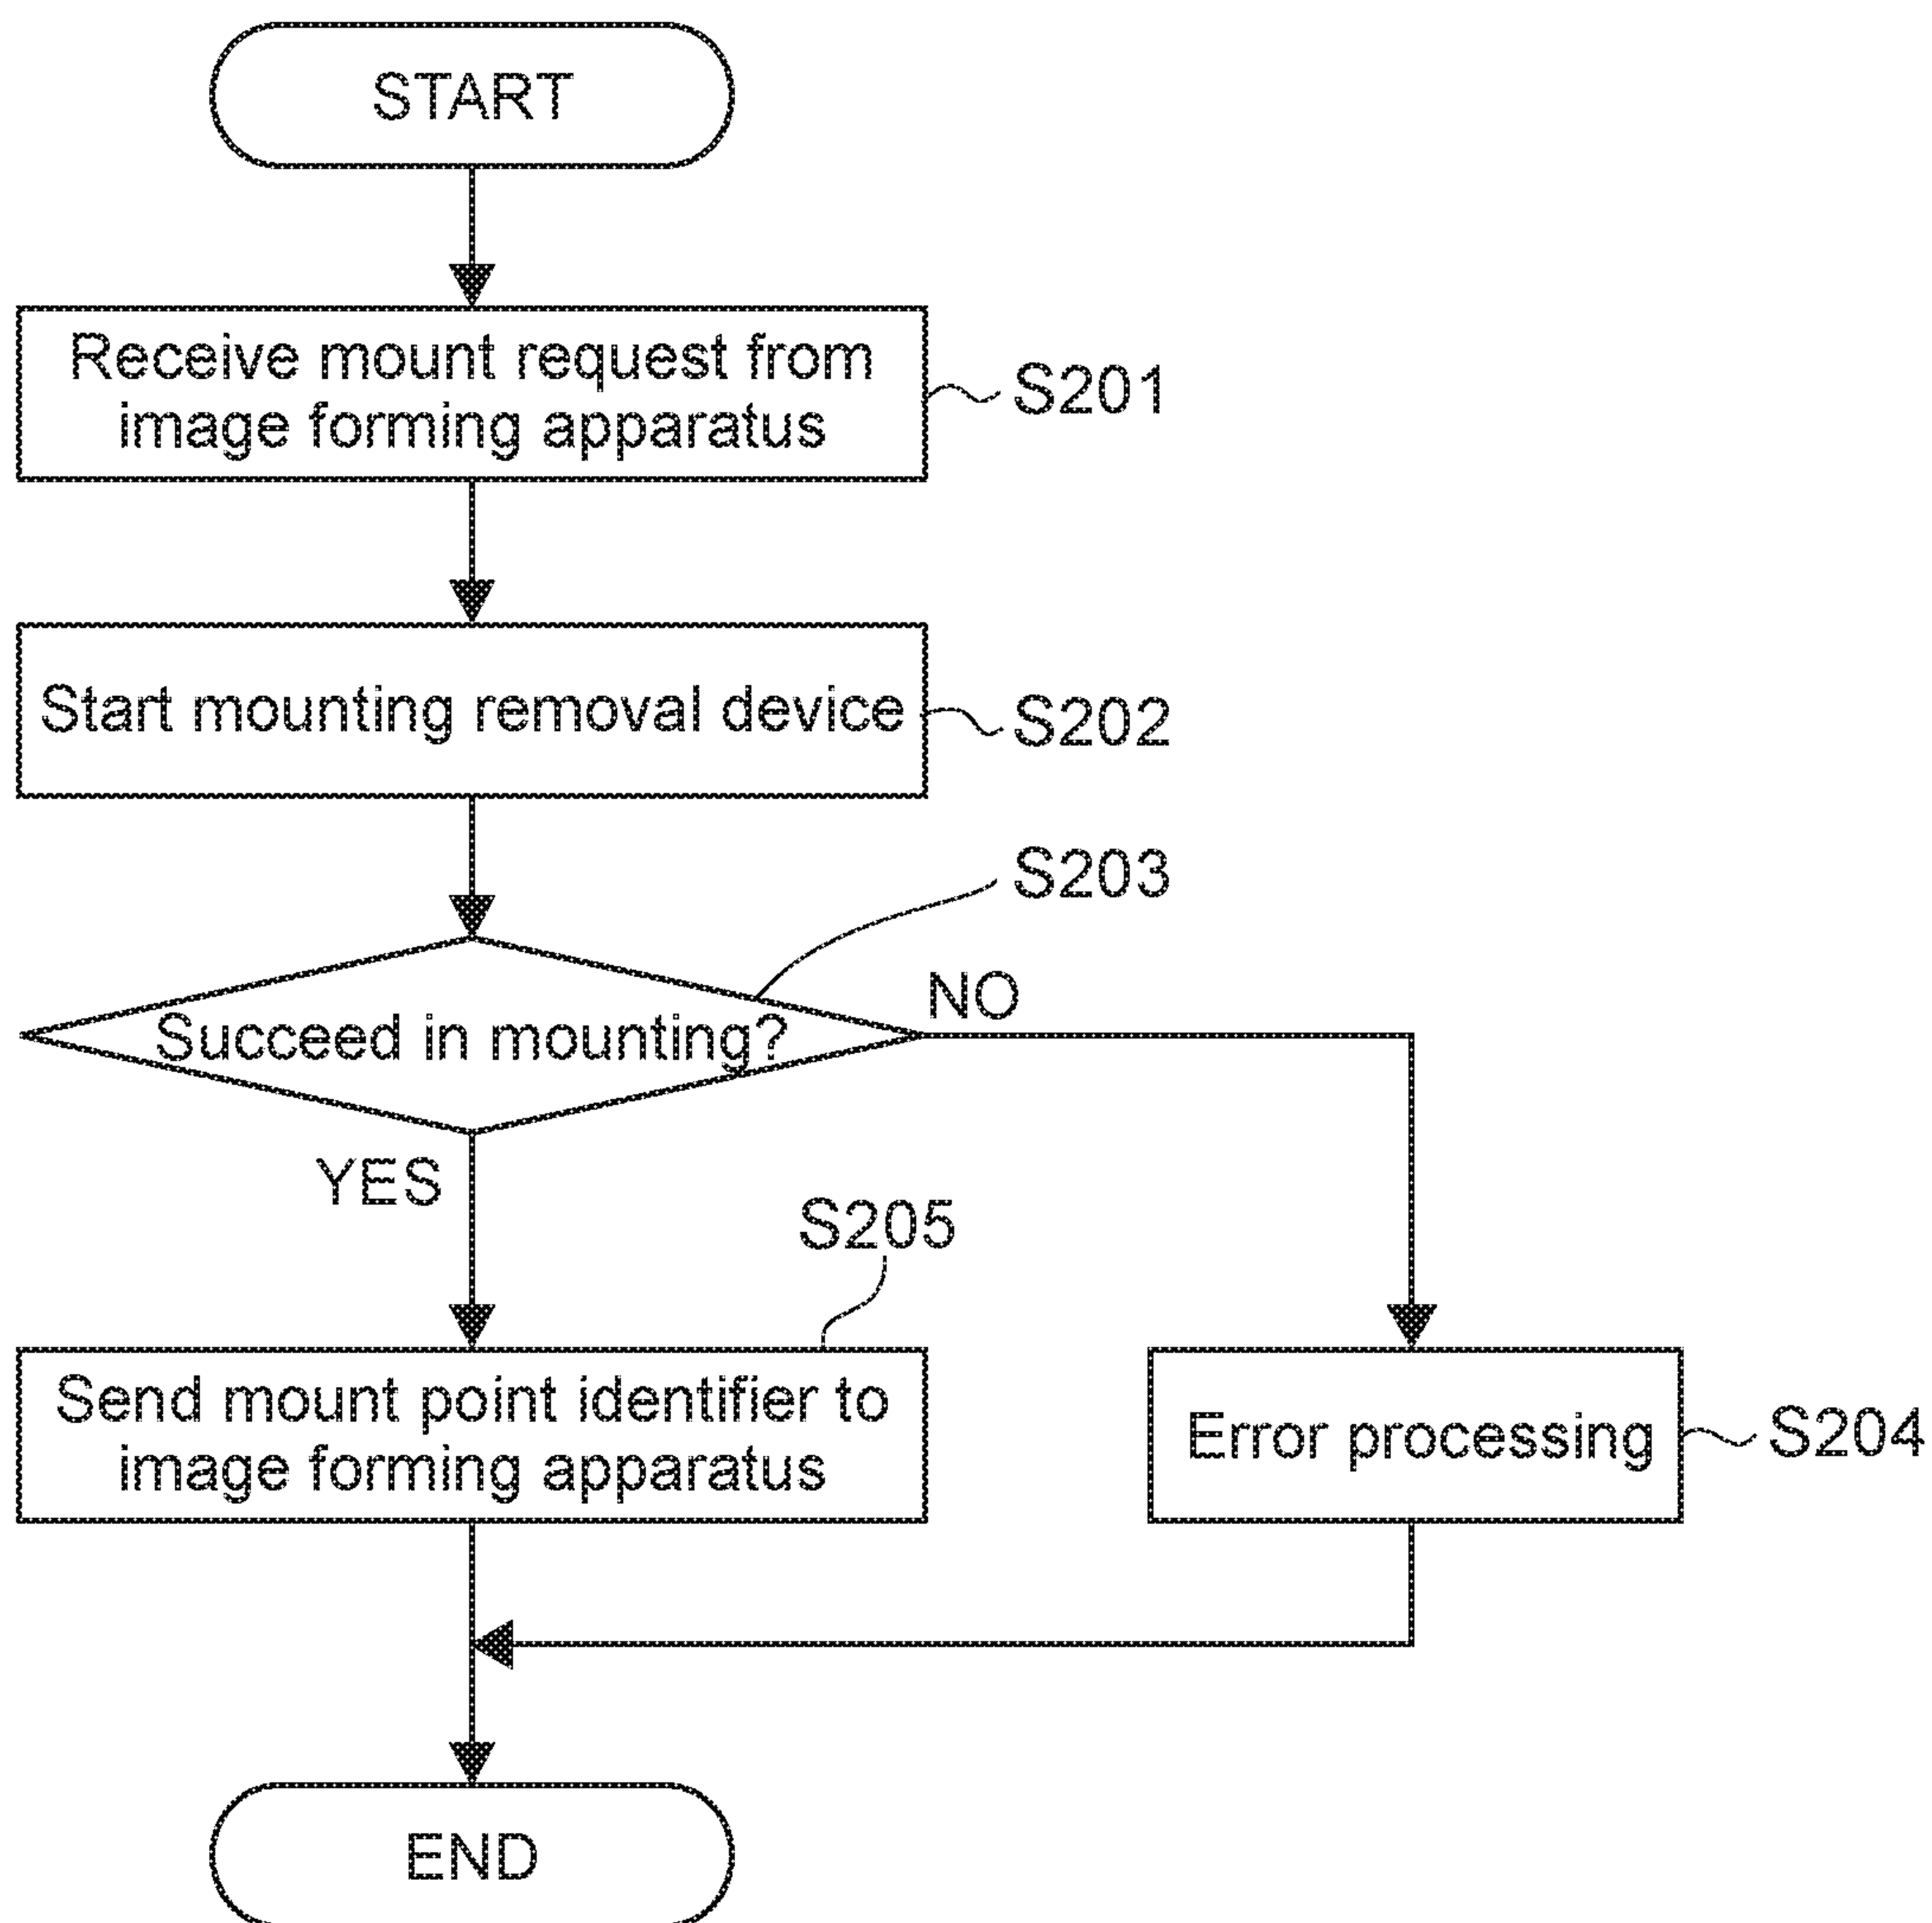 START
Receive mount request from
image forming apparatus
S201
Start mounting removal device
S202
S203
Succeed in mounting?
NO
YES
S205
Send mount point identifier to
image forming apparatus
Error processing
S204
END